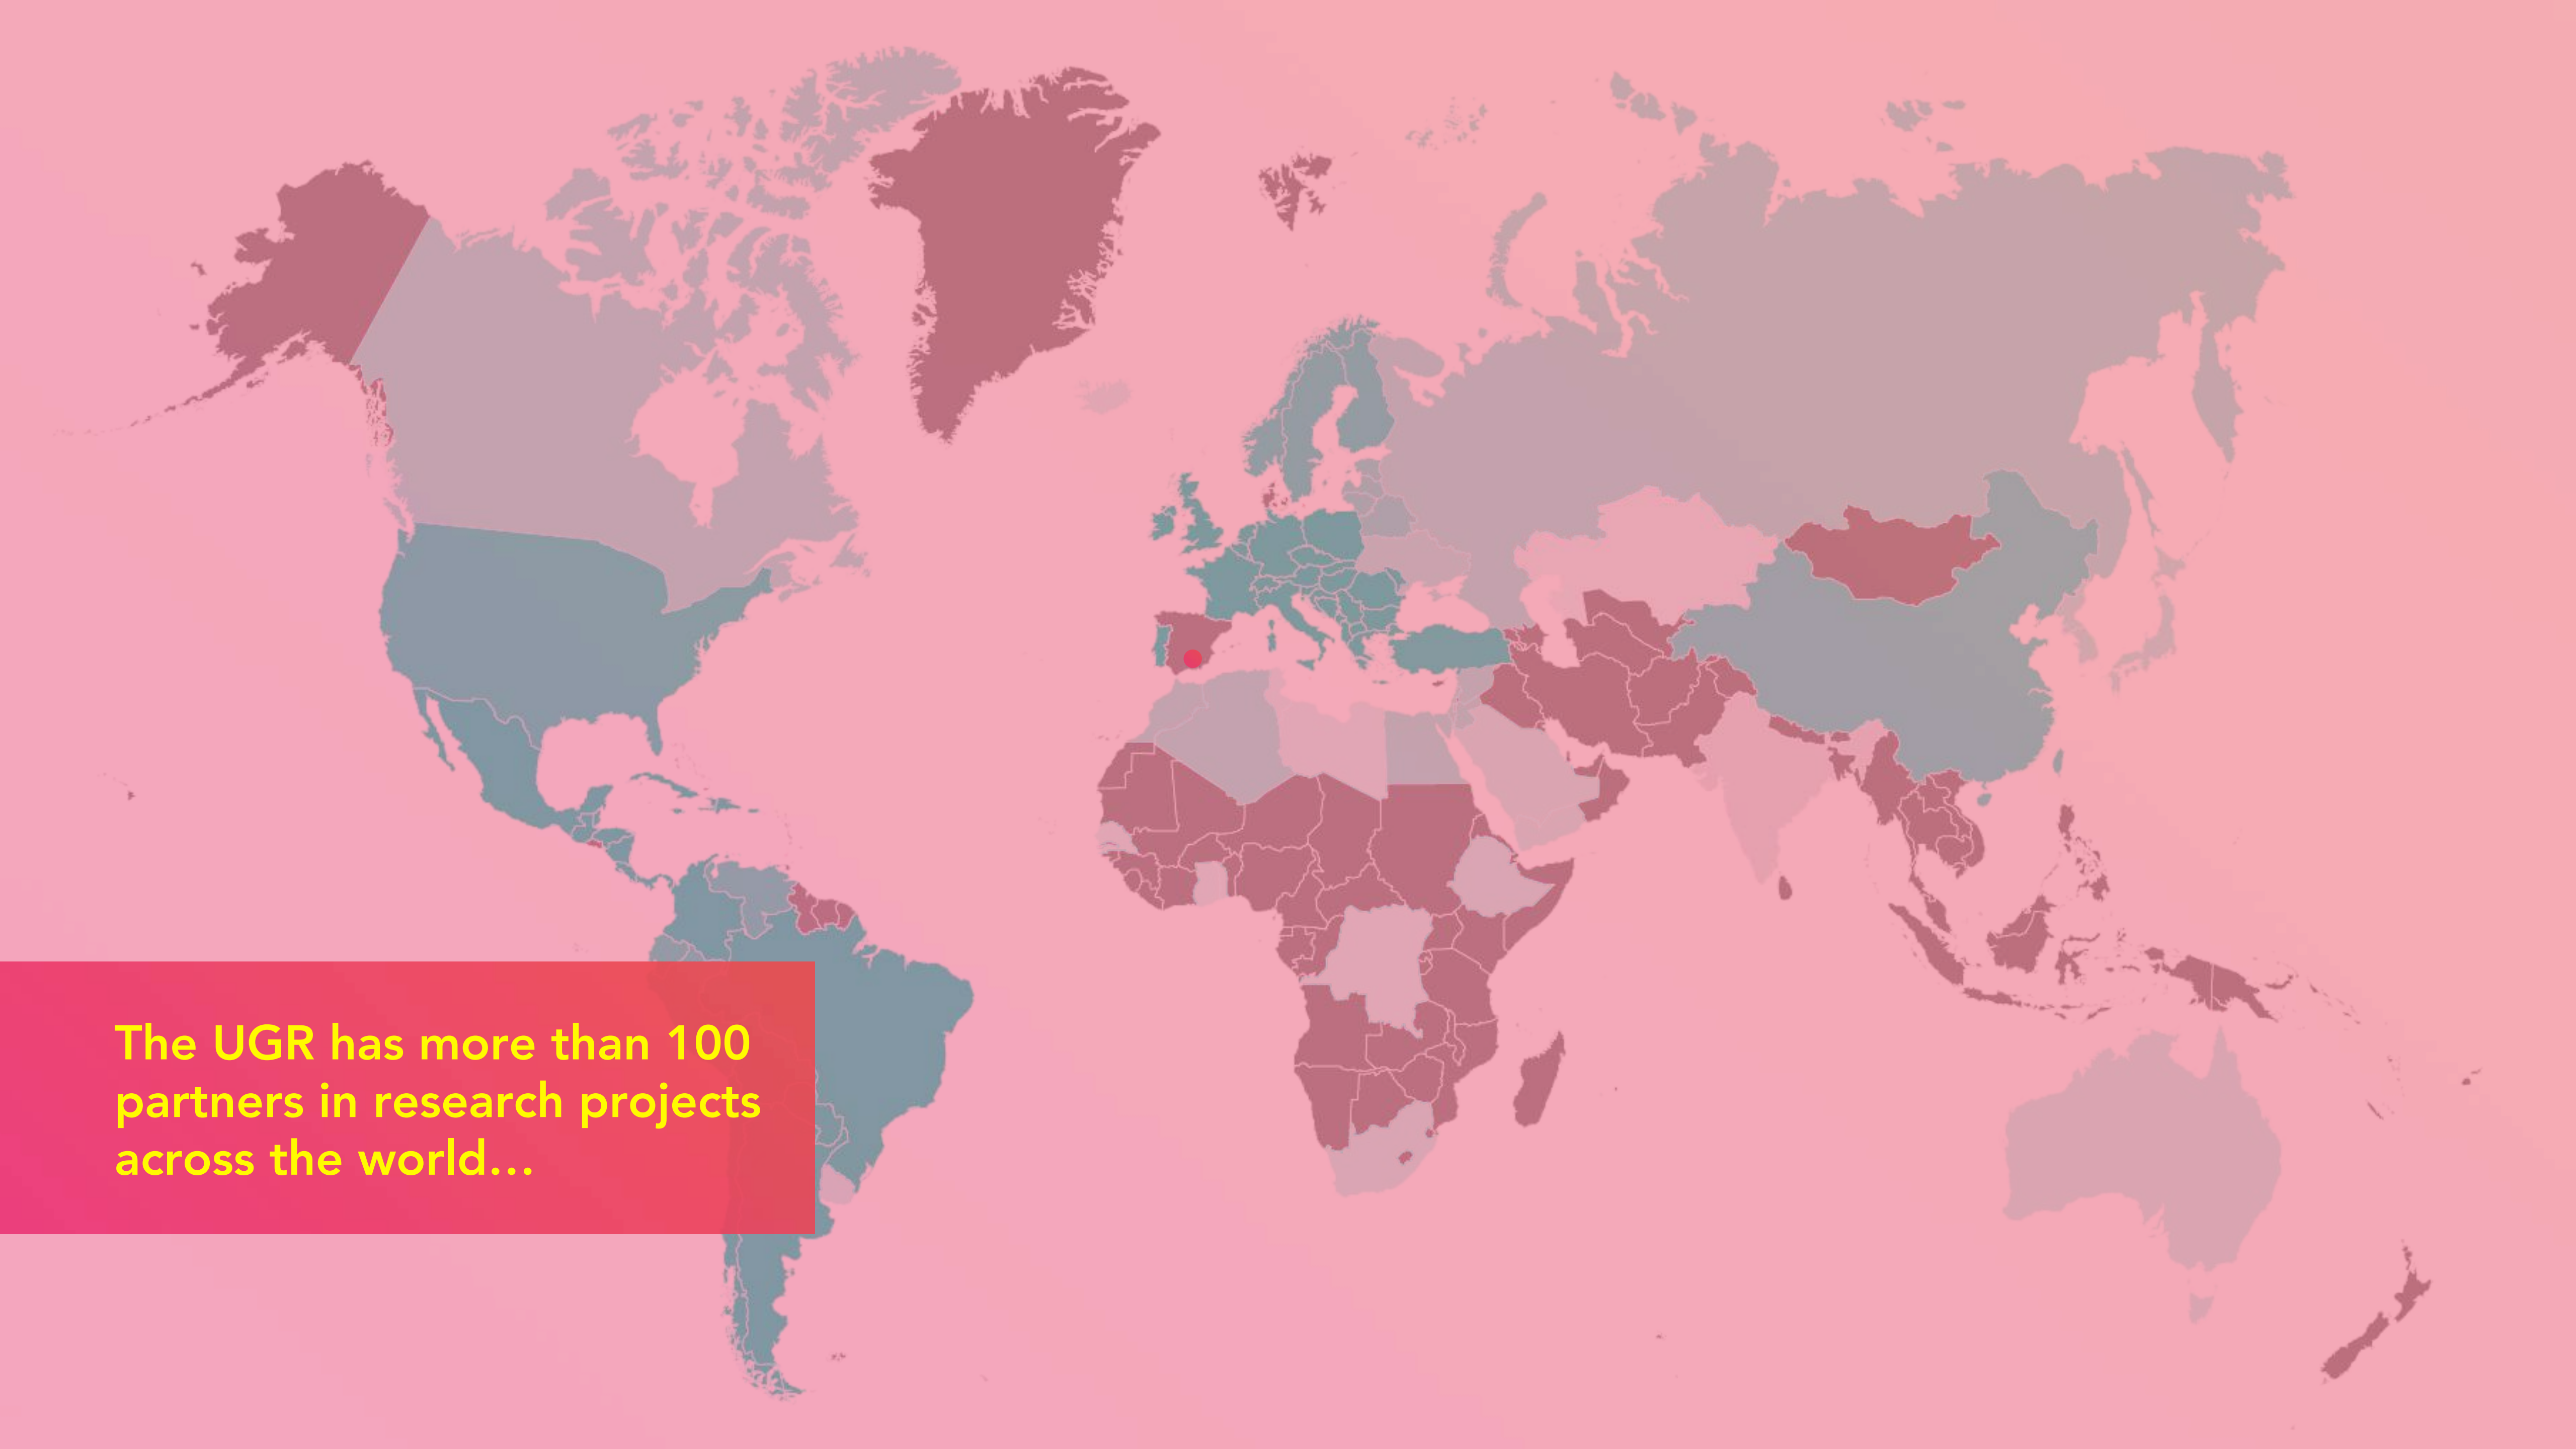 The UGR has more than 100
partners in research projects
across the world...